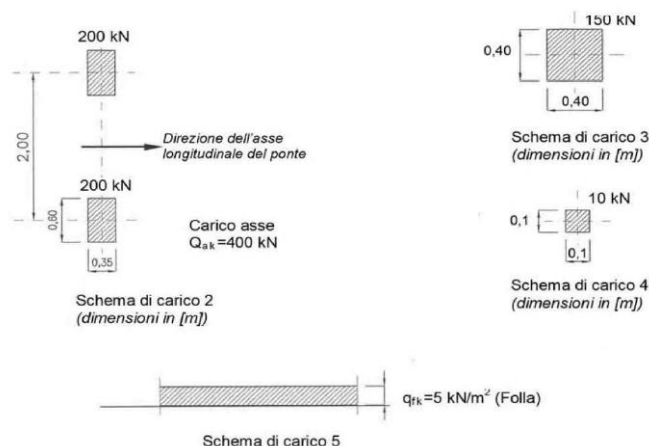 200 kN
2,00
Direzione dell'asse
longitudinale del ponte
200 kN
0,60
0,35
Carico asse
Qak=400 kN
Schema di carico 2
(dimensioni in [m])
150 kN
0,40
0,40
Schema di carico 3
(dimensioni in [m])
10 kN
0,1
0,1
Schema di carico 4
(dimensioni in [m])
qfk=5 kN/m² (Folla)
Schema di carico 5